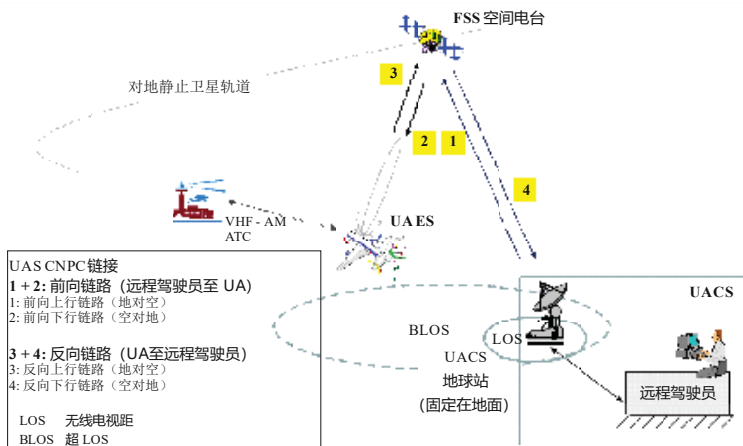 FSS 空间电台
3
对地静止卫星轨道
2
1
4
UAES
VHF - AM
ATC
UAS CNPC 链接
1 + 2: 前向链路（远程驾驶员至 UA）
1: 前向上行链路（地对空）
2: 前向下行链路（空对地）
3 + 4: 反向链路（UA至远程驾驶员）
3: 反向上行链路（地对空）
4: 反向下行链路（空对地）
LOS 无线电视距
BLOS 超 LOS
BLOS
LOS
UACS
地球站
（固定在地面）
UACS
远程驾驶员